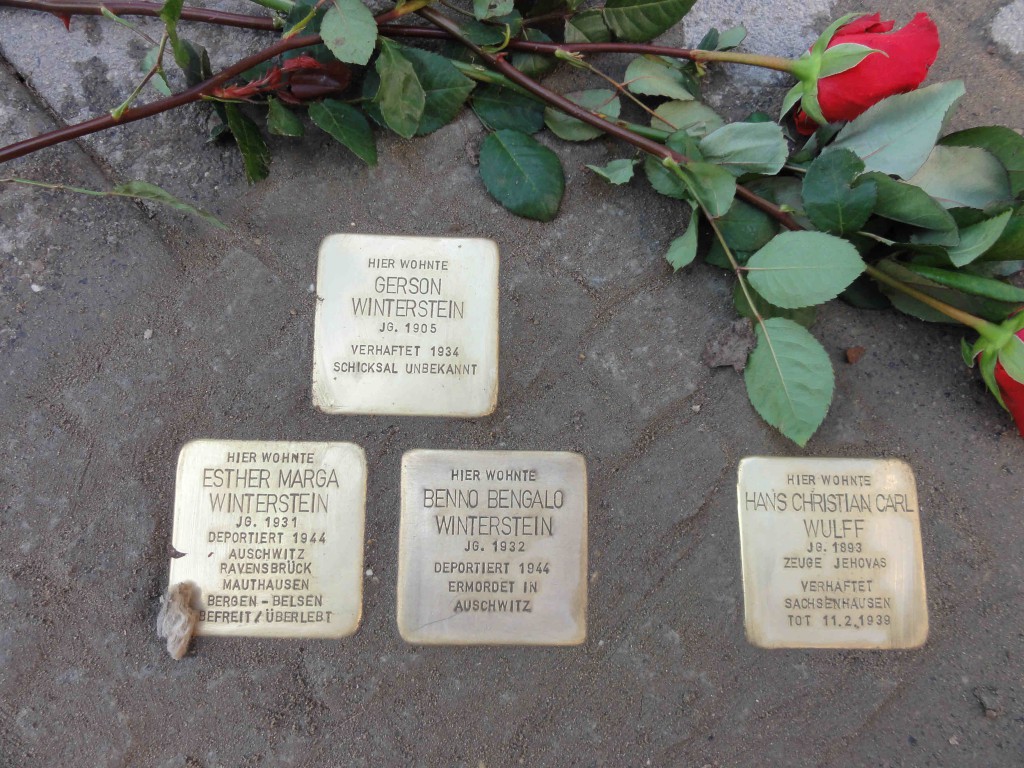 HIER WOHNTE
GERSON
WINTERSTEIN
JG. 1905
VERHAFTET 1934
SCHICKSAL UNBEKANNT
HIER WOHNTE
ESTHER MARGA
WINTERSTEIN
JG. 1931
DEPORTIERT 1944
AUSCHWITZ
RAVENSBRÜCK
MAUTHAUSEN
BERGEN - BELSEN
BEFREIT / ÜBERLEBT
HIER WOHNTE
BENNO BENGALO
WINTERSTEIN
JG. 1932
DEPORTIERT 1944
ERMORDET IN
AUSCHWITZ
HIER WOHNTE
HANS CHRISTIAN CARL
WULFF
JG. 1893
ZEUGE JEHOVAS
VERHAFTET
SACHSENHAUSEN
TOT 11.2.1939